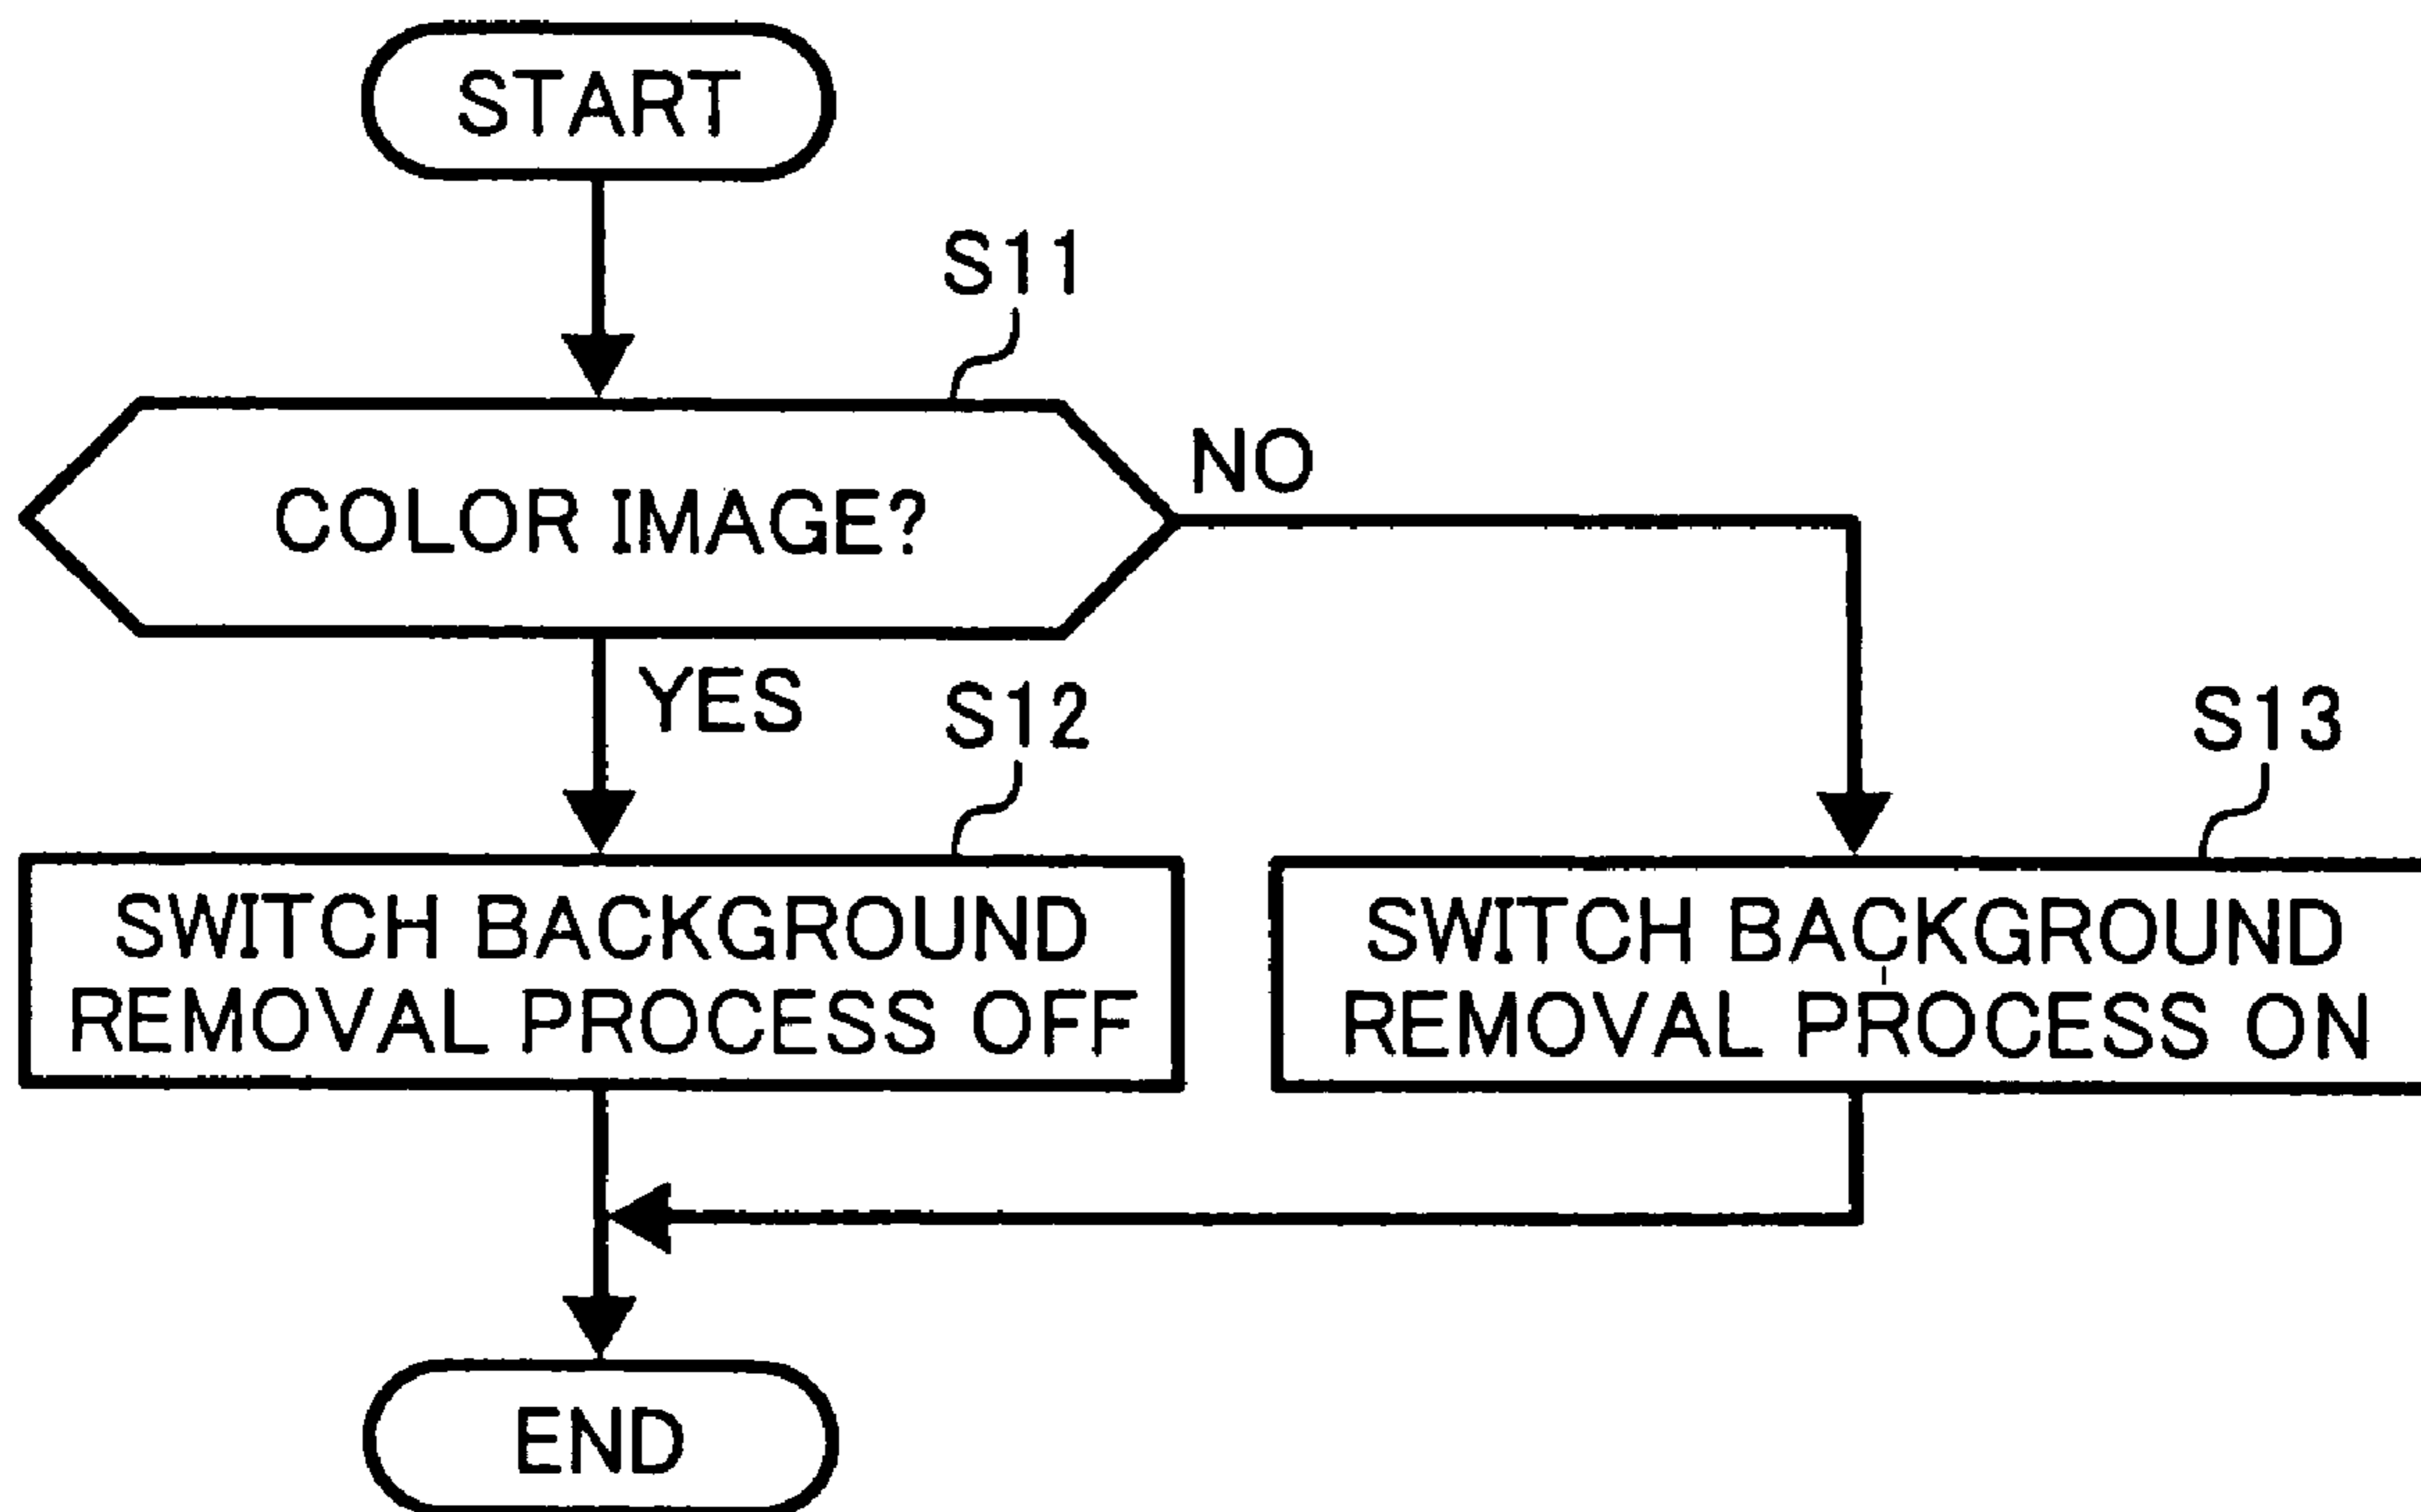 START
S11
COLOR IMAGE?
NO
YES
S12
S13
SWITCH BACKGROUND
REMOVAL PROCESS OFF
SWITCH BACKGROUND
REMOVAL PROCESS ON
END